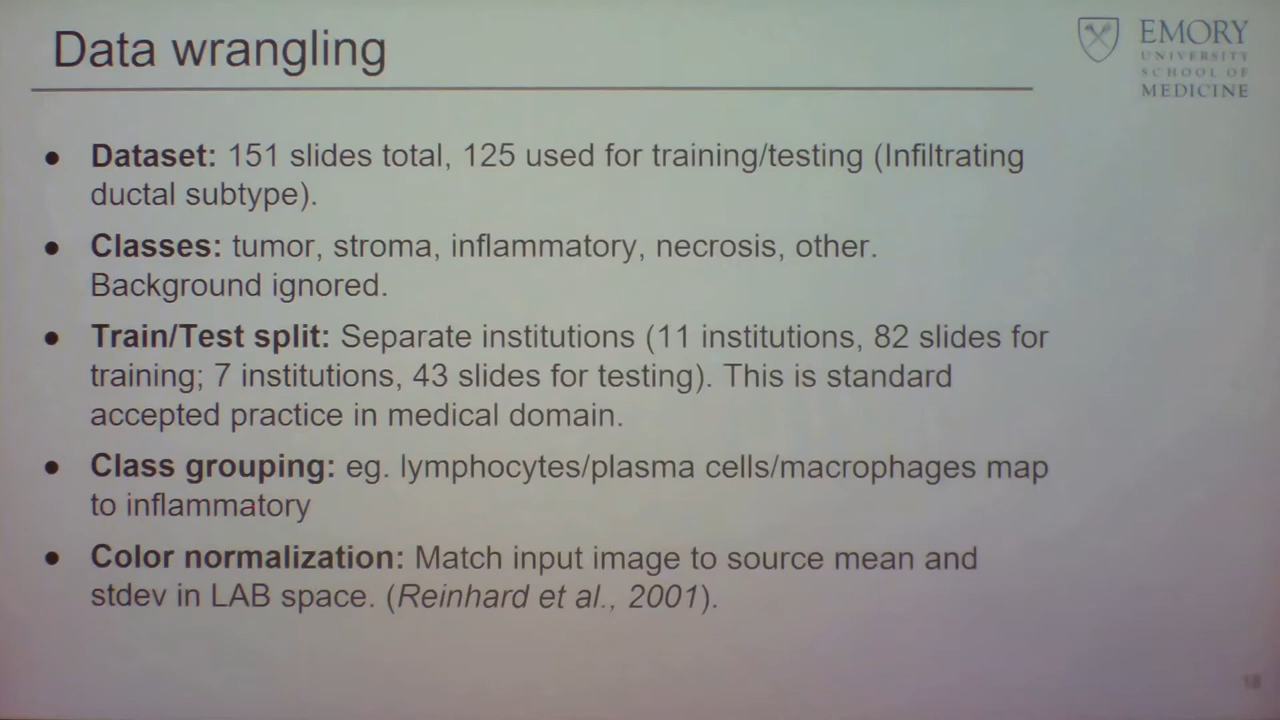 Data wrangling
EMORY
UNIVERSITY
SCHOOL OF
MEDICINE
● Dataset: 151 slides total, 125 used for training/testing (Infiltrating
ductal subtype).
● Classes: tumor, stroma, inflammatory, necrosis, other.
Background ignored.
● Train/Test split: Separate institutions (11 institutions, 82 slides for
training; 7 institutions, 43 slides for testing). This is standard
accepted practice in medical domain.
● Class grouping: eg. lymphocytes/plasma cells/macrophages map
to inflammatory
● Color normalization: Match input image to source mean and
stdev in LAB space. (Reinhard et al., 2001).